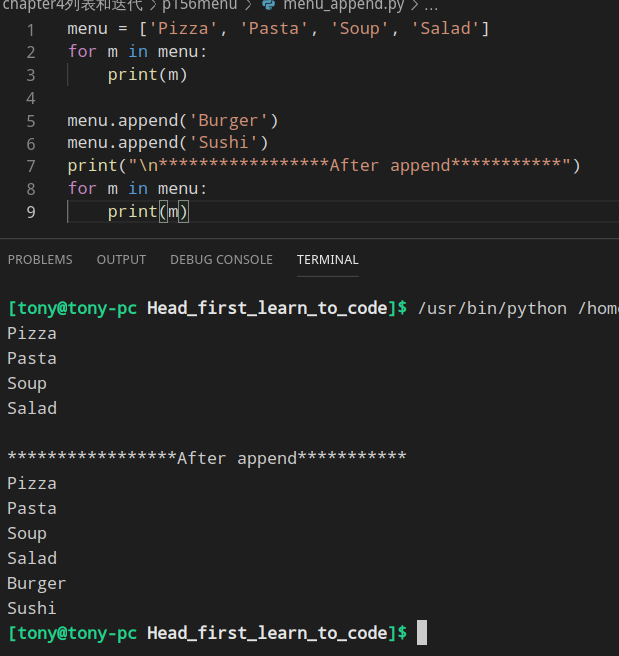 chapter4列表和迭代 > p156menu > menu_append.py > ...
1 menu = ['Pizza', 'Pasta', 'Soup', 'Salad']
2 for m in menu:
3 print(m)
4
5 menu.append('Burger')
6 menu.append('Sushi')
7 print("\n*****************After append***********")
8 for m in menu:
9 print(m)
PROBLEMS OUTPUT DEBUG CONSOLE TERMINAL
[tony@tony-pc Head_first_learn_to_code]$ /usr/bin/python /hom
Pizza
Pasta
Soup
Salad
*****************After append***********
Pizza
Pasta
Soup
Salad
Burger
Sushi
[tony@tony-pc Head_first_learn_to_code]$